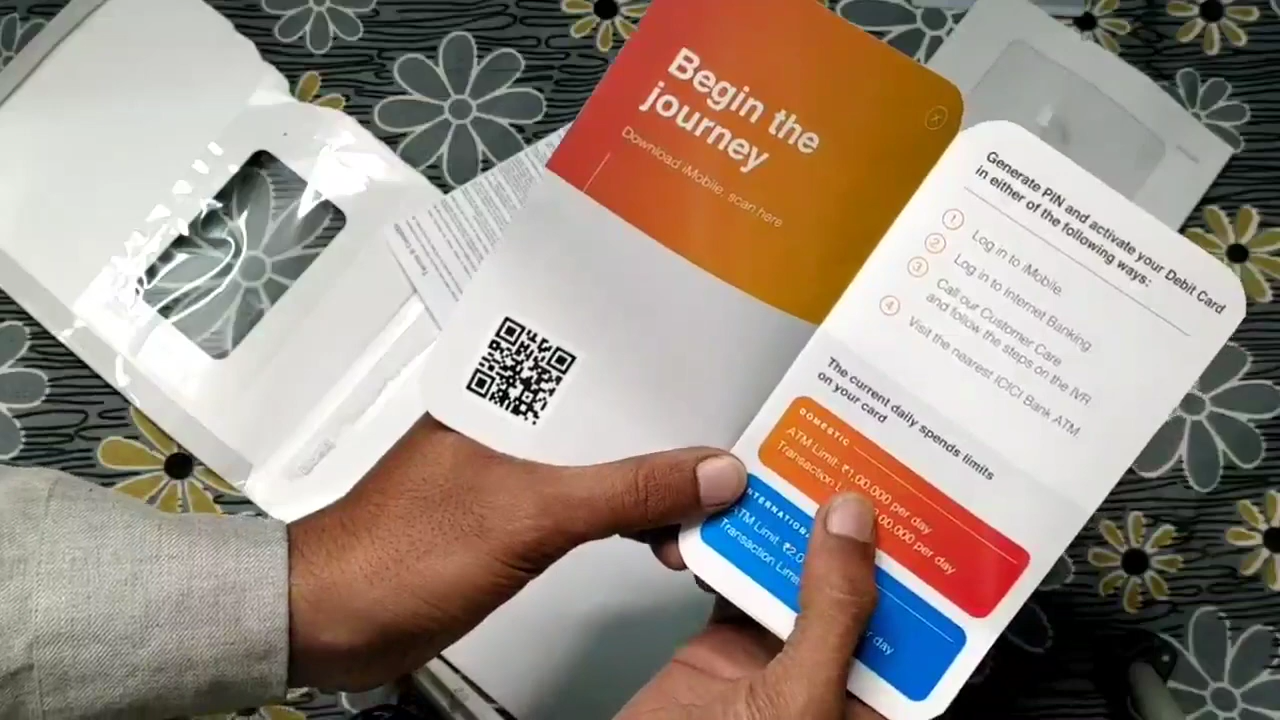 Begin the
journey
Download iMobile, scan here
Generate PIN and activate your Debit Card
in either of the following ways:
1 Log in to iMobile
2 Log in to Internet Banking
3 Call our Customer Care
and follow the steps on the IVR
4 Visit the nearest ICICI Bank ATM
The current daily spends limits
on your card
DOMESTIC
ATM Limit: ₹1,00,000 per day
Transaction 00,000 per day
INTERNATIONAL
ATM Limit: ₹2,0
Transaction Limit
day